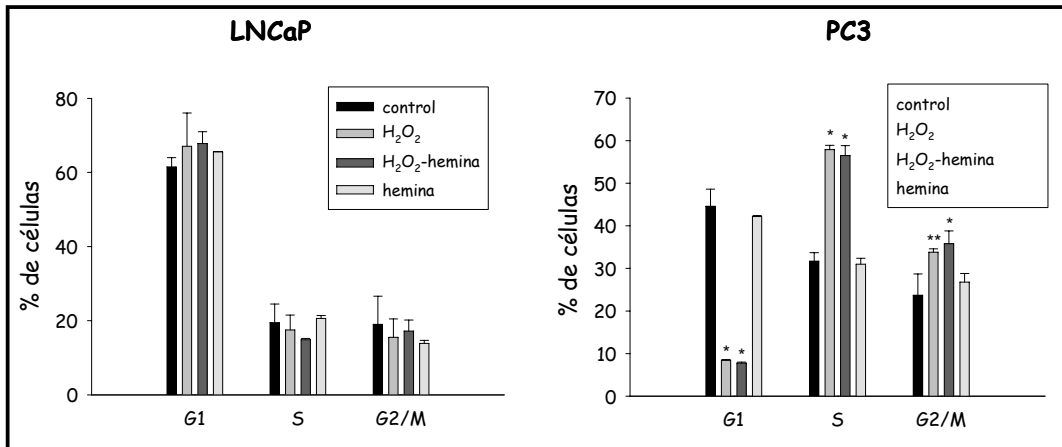 LNCaP
% de células
80
60
40
20
0
control
H₂O₂
H₂O₂-hemina
hemina
G1
S
G2/M
PC3
% de células
70
60
50
40
30
20
10
0
control
H₂O₂
H₂O₂-hemina
hemina
* *
* *
** *
G1
S
G2/M